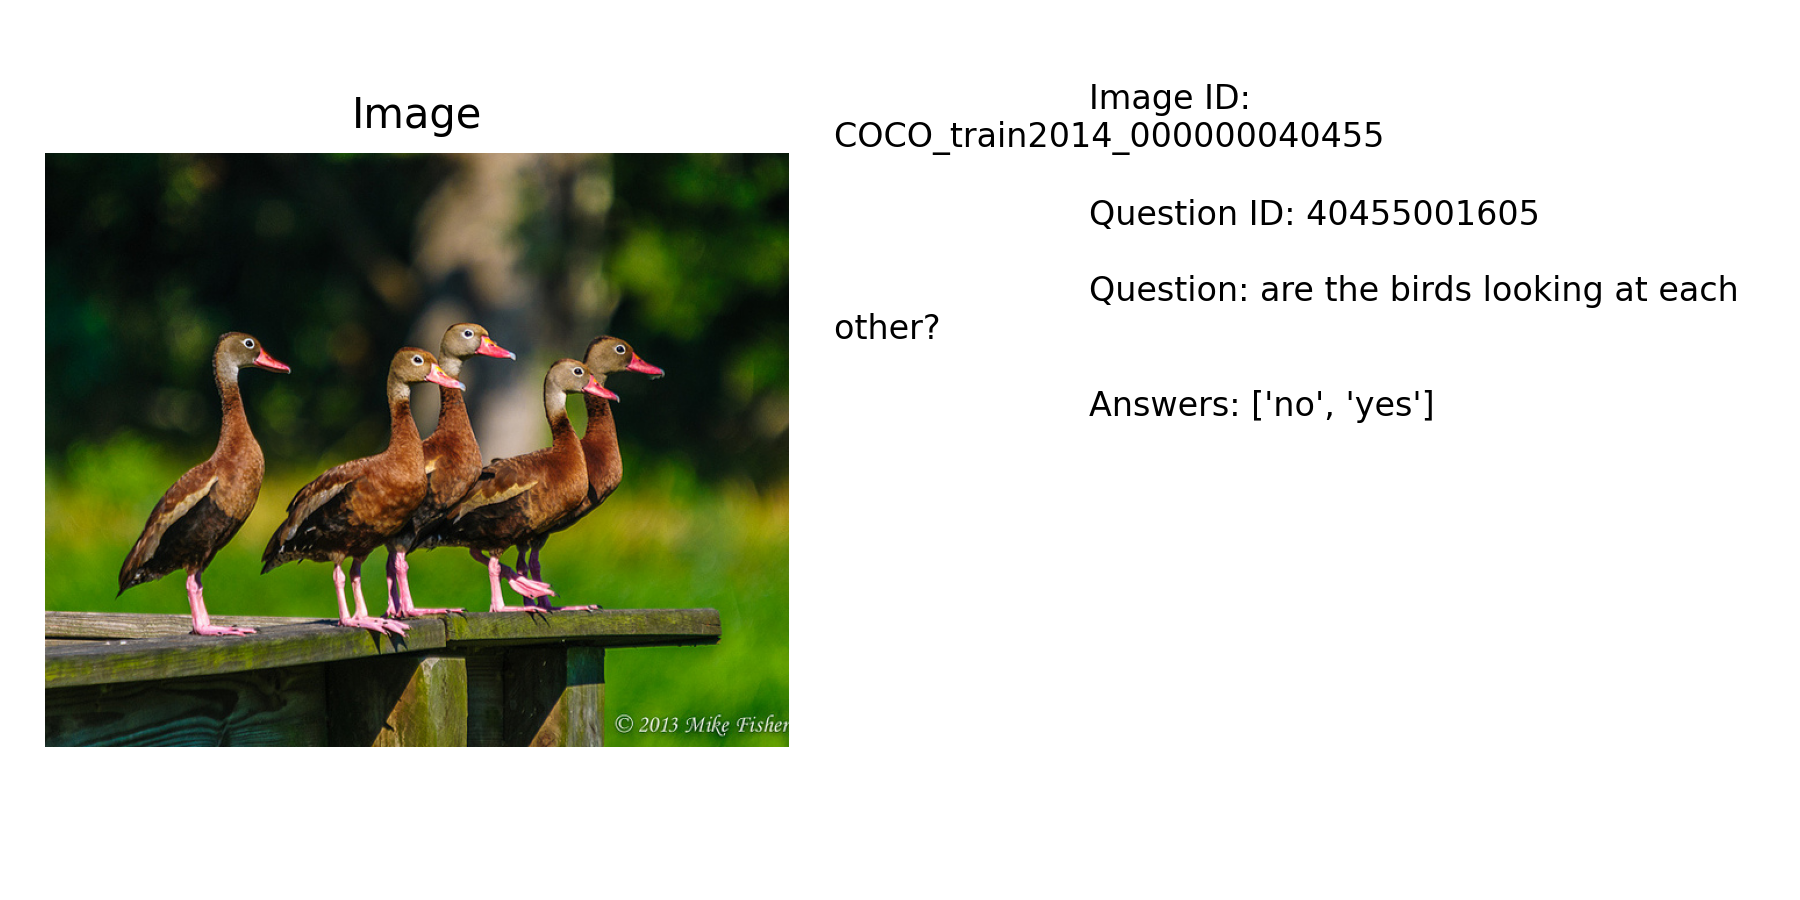 Image
Image ID:
COCO_train2014_000000040455
Question ID: 40455001605
Question: are the birds looking at each
other?
Answers: ['no', 'yes']
© 2013 Mike Fisher